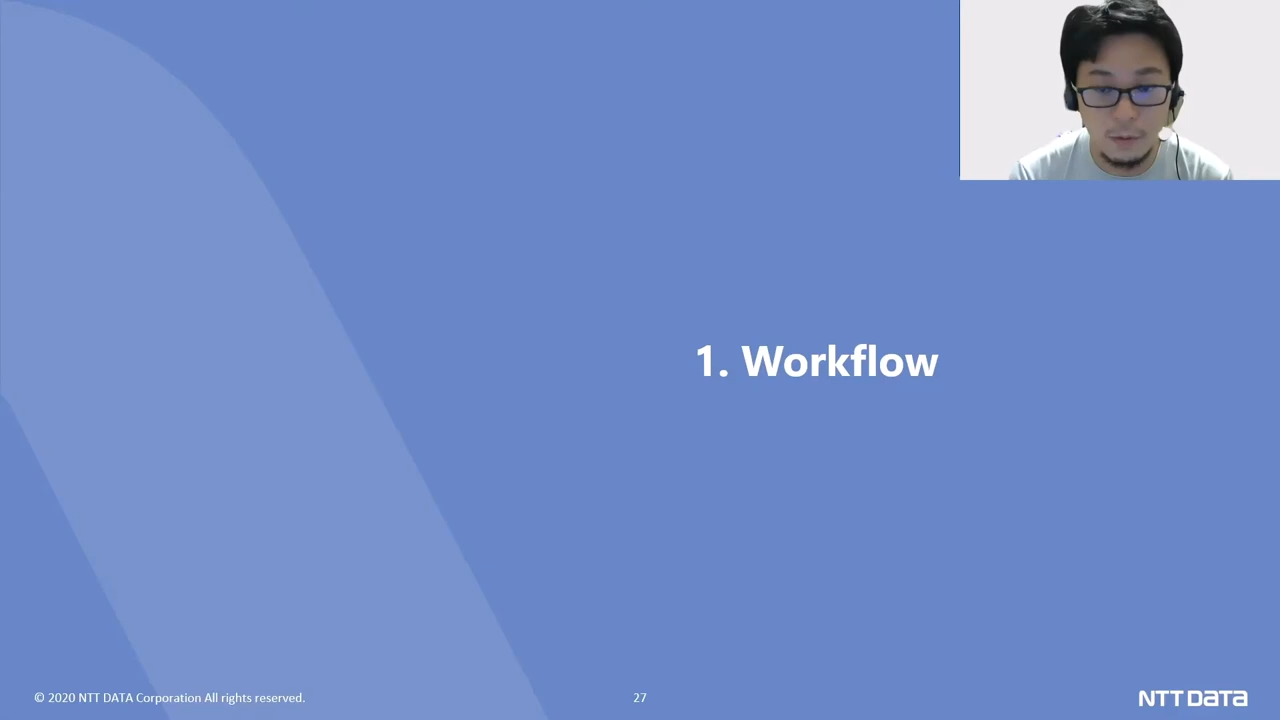 1. Workflow
© 2020 NTT DATA Corporation All rights reserved.
27
NTT DATA